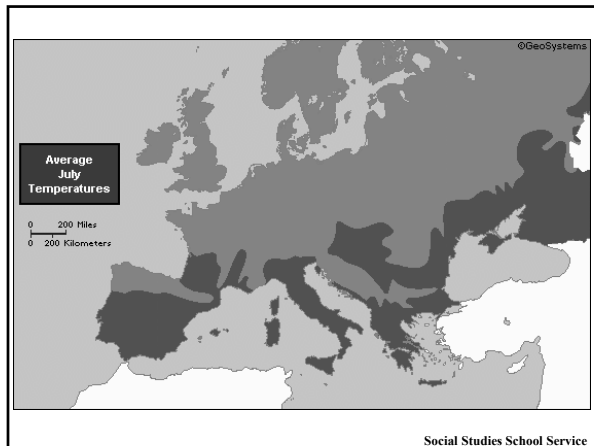 ©GeoSystems
Average
July
Temperatures
0 200 Miles
0 200 Kilometers
Social Studies School Service